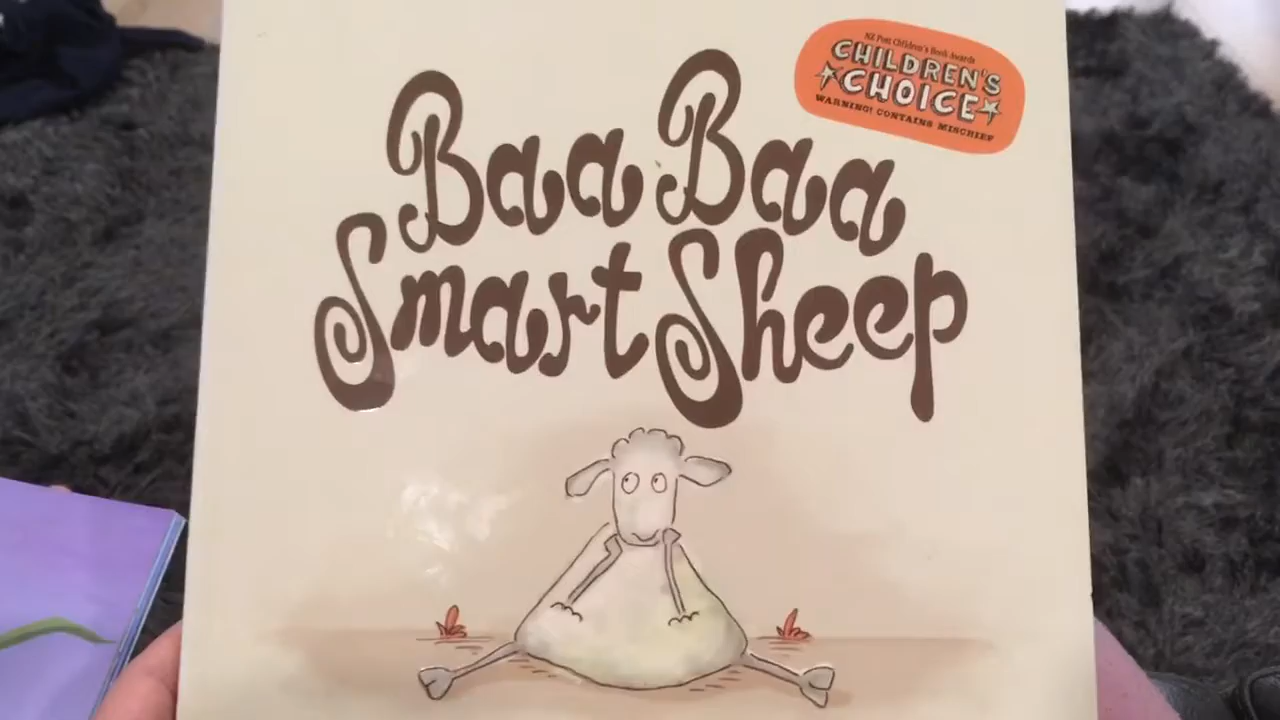 NZ Post Children's Book Awards
CHILDREN'S
CHOICE
WARNING! CONTAINS MISCHIEF
Baa Baa
Smart Sheep